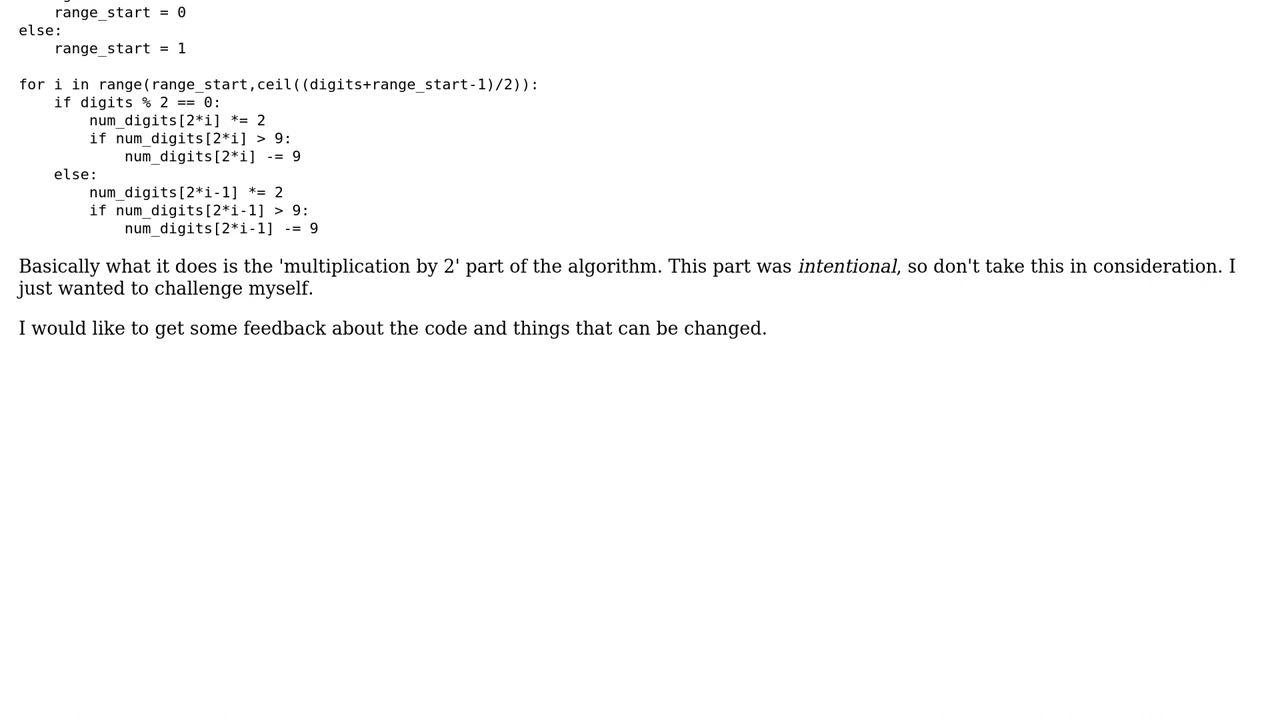 range_start = 0
else:
    range_start = 1

for i in range(range_start,ceil((digits+range_start-1)/2)):
    if digits % 2 == 0:
        num_digits[2*i] *= 2
        if num_digits[2*i] > 9:
            num_digits[2*i] -= 9
    else:
        num_digits[2*i-1] *= 2
        if num_digits[2*i-1] > 9:
            num_digits[2*i-1] -= 9
Basically what it does is the 'multiplication by 2' part of the algorithm. This part was intentional, so don't take this in consideration. I
just wanted to challenge myself.
I would like to get some feedback about the code and things that can be changed.